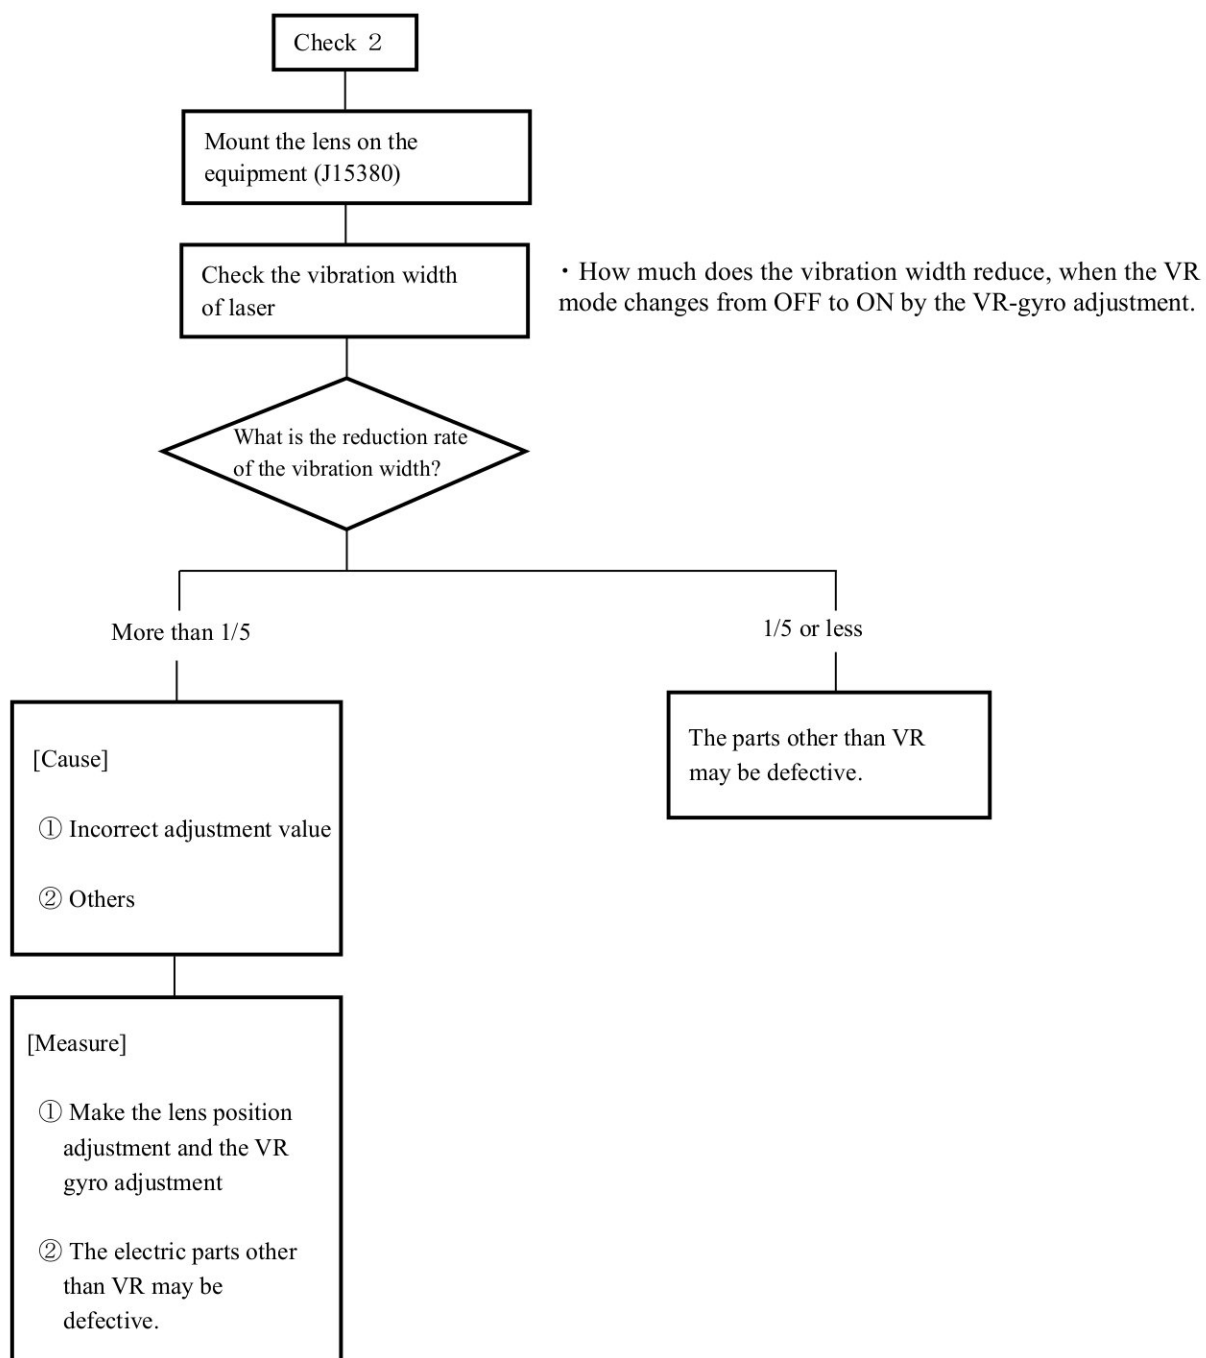 Check 2
Mount the lens on the
equipment (J15380)
Check the vibration width
of laser
・How much does the vibration width reduce, when the VR
mode changes from OFF to ON by the VR-gyro adjustment.
What is the reduction rate
of the vibration width?
More than 1/5
1/5 or less
[Cause]
① Incorrect adjustment value
② Others
The parts other than VR
may be defective.
[Measure]
① Make the lens position
adjustment and the VR
gyro adjustment
② The electric parts other
than VR may be
defective.